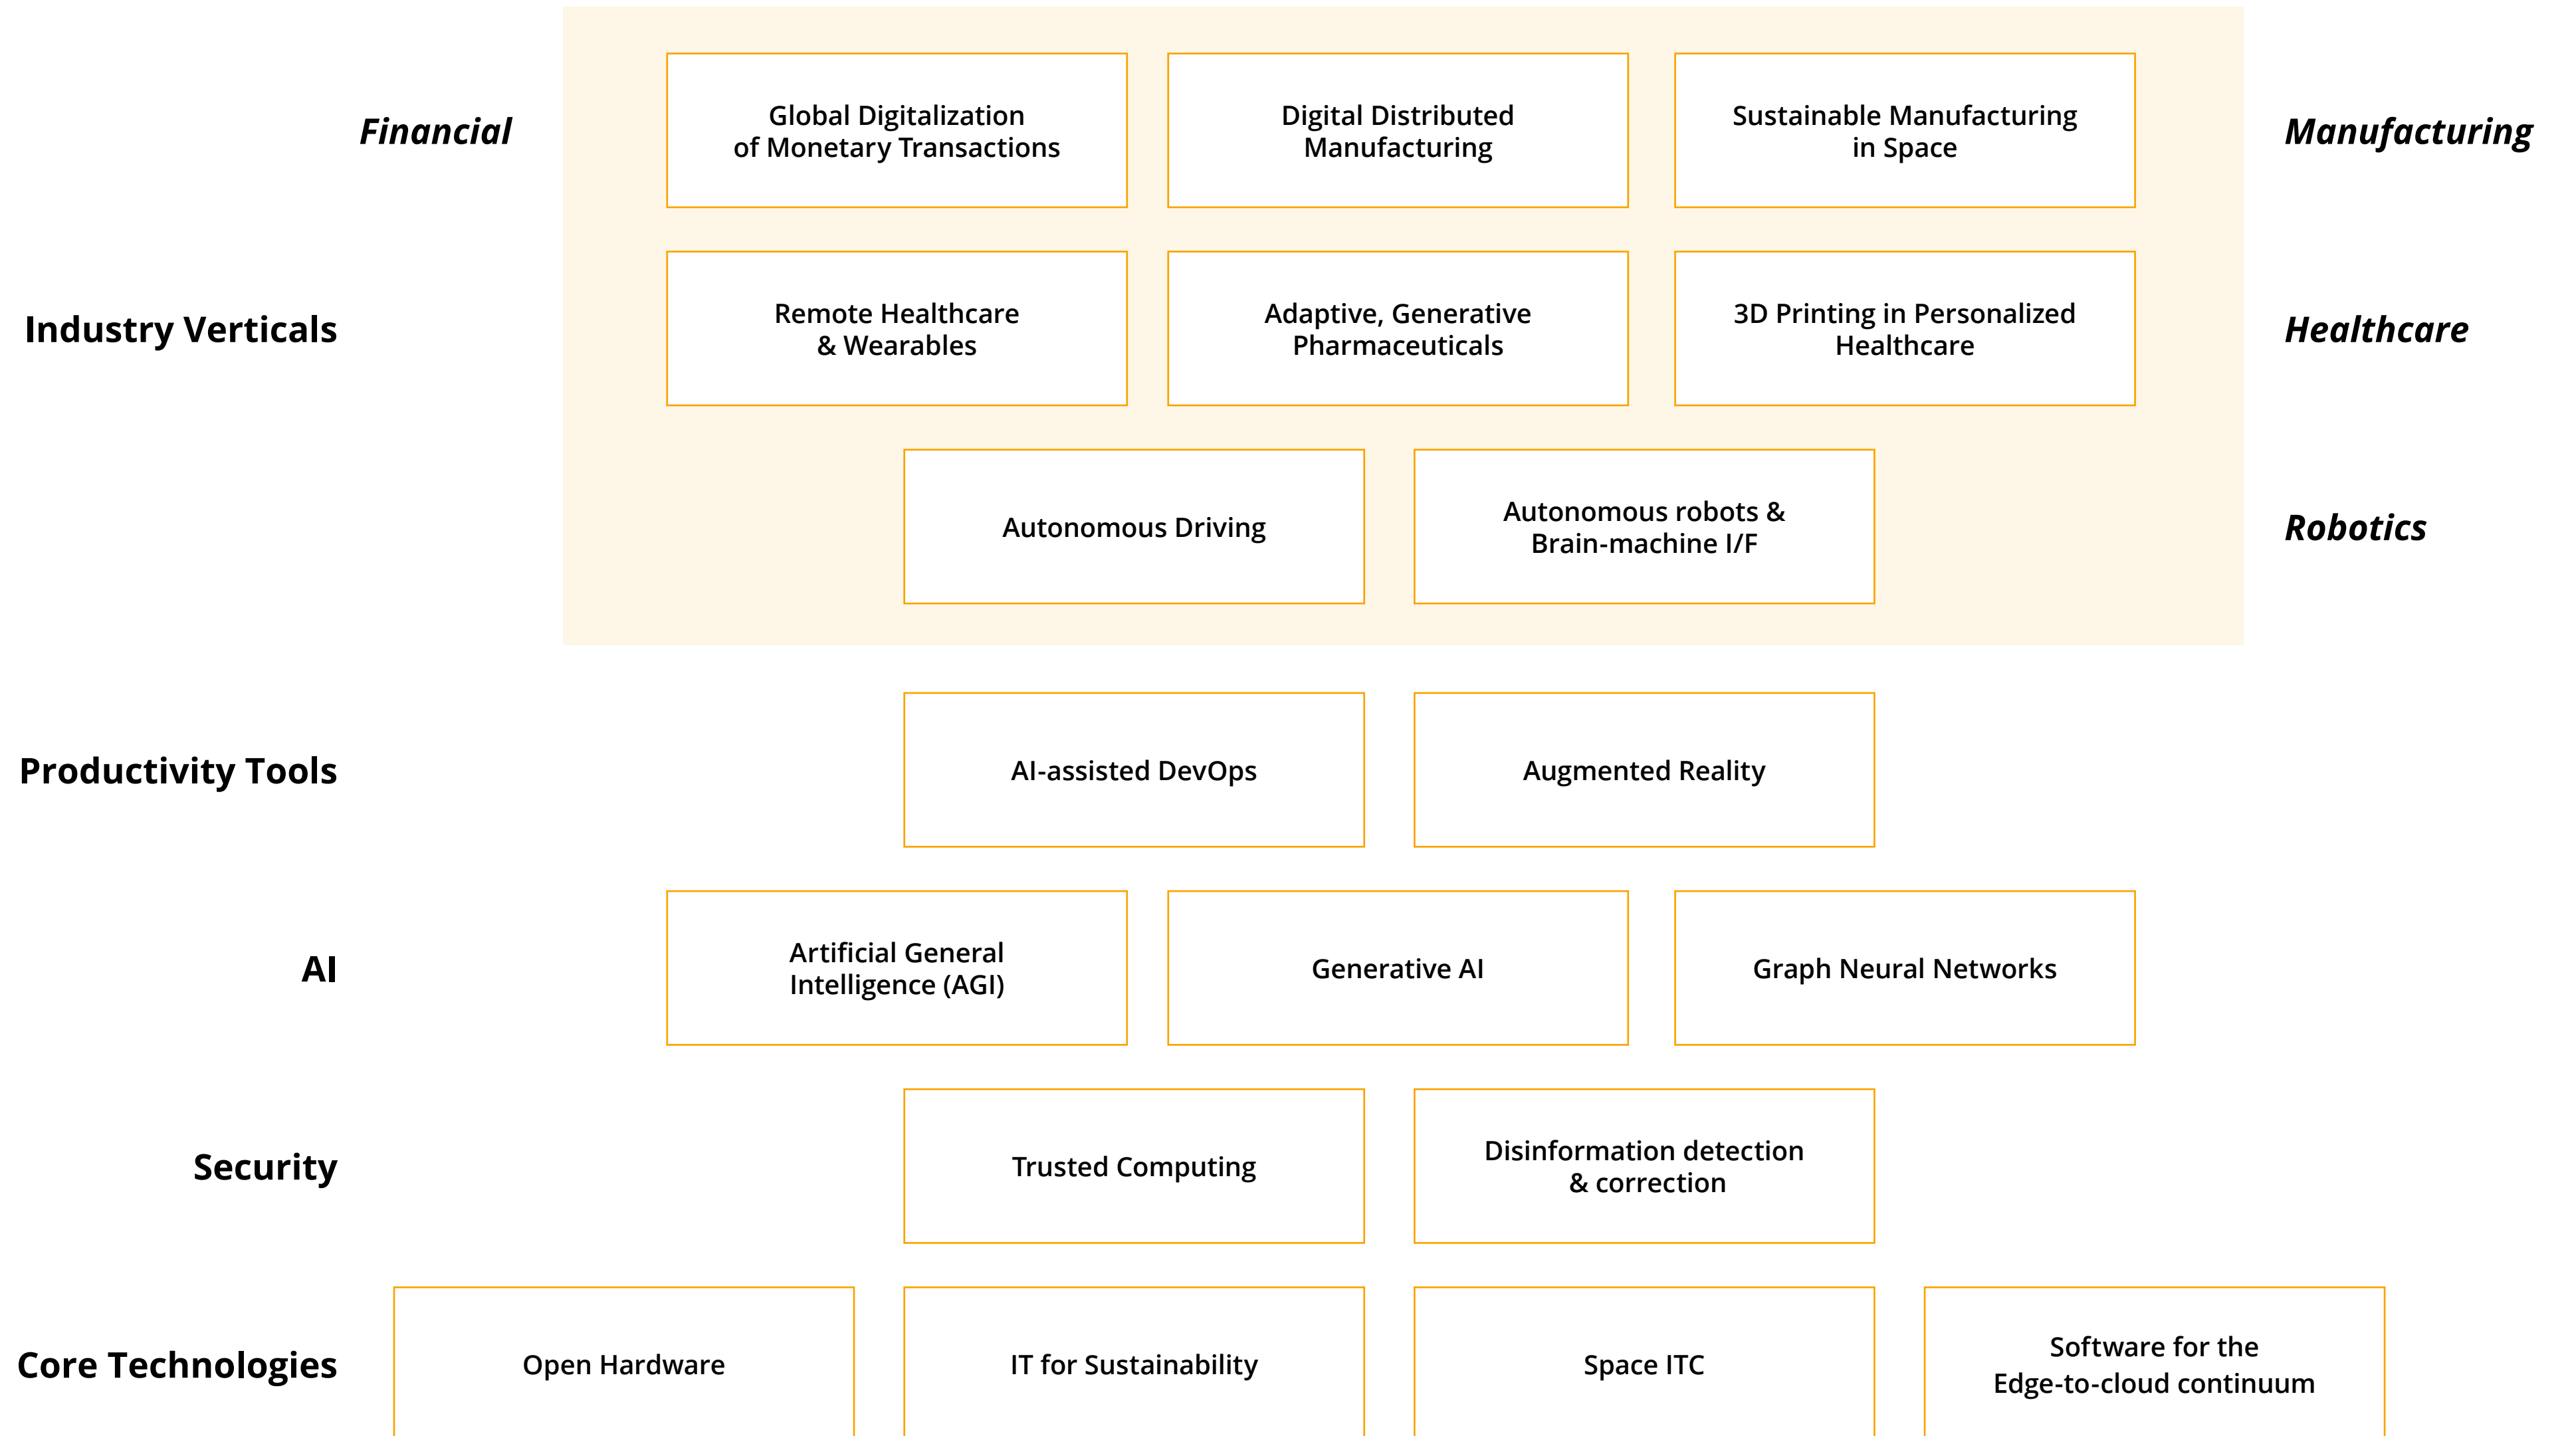 Financial
Global Digitalization
of Monetary Transactions
Digital Distributed
Manufacturing
Sustainable Manufacturing
in Space
Manufacturing
Industry Verticals
Remote Healthcare
& Wearables
Adaptive, Generative
Pharmaceuticals
3D Printing in Personalized
Healthcare
Healthcare
Autonomous Driving
Autonomous robots &
Brain-machine I/F
Robotics
Productivity Tools
AI-assisted DevOps
Augmented Reality
AI
Artificial General
Intelligence (AGI)
Generative AI
Graph Neural Networks
Security
Trusted Computing
Disinformation detection
& correction
Core Technologies
Open Hardware
IT for Sustainability
Space ITC
Software for the
Edge-to-cloud continuum